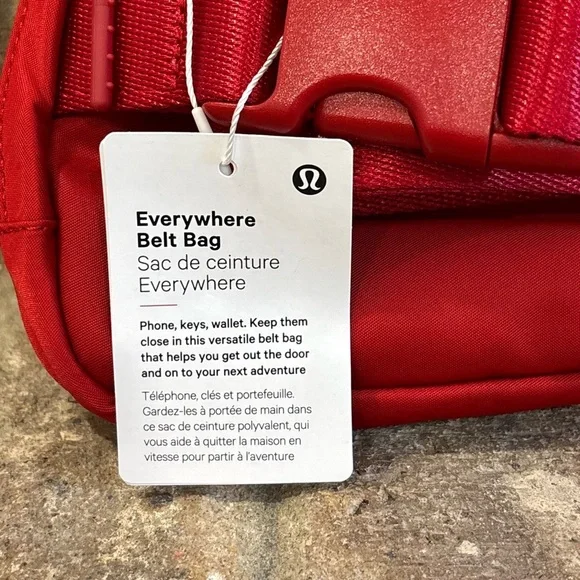 Everywhere
Belt Bag
Sac de ceinture
Everywhere
Phone, keys, wallet. Keep them
close in this versatile belt bag
that helps you get out the door
and on to your next adventure
Téléphone, clés et portefeuille.
Gardez-les à portée de main dans
ce sac de ceinture polyvalent, qui
vous aide à quitter la maison en
vitesse pour partir à l'aventure